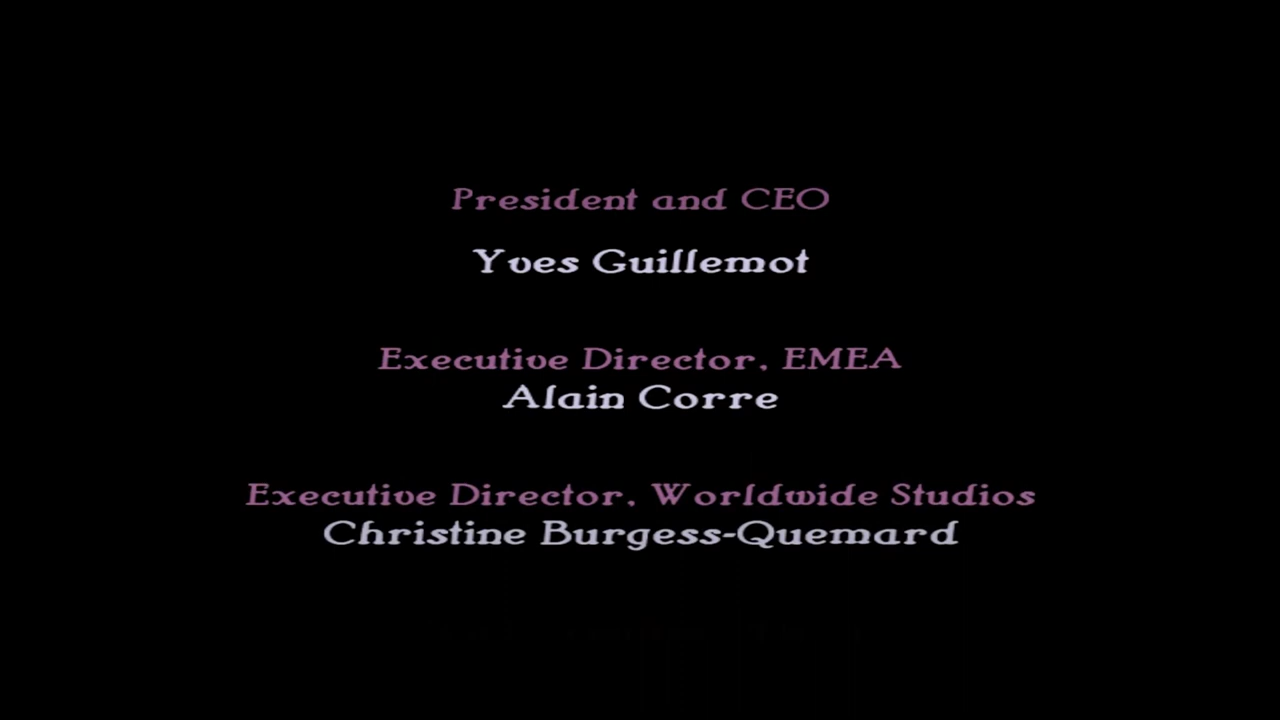 President and CEO
Yves Guillemot
Executive Director, EMEA
Alain Corre
Executive Director, Worldwide Studios
Christine Burgess-Quemard